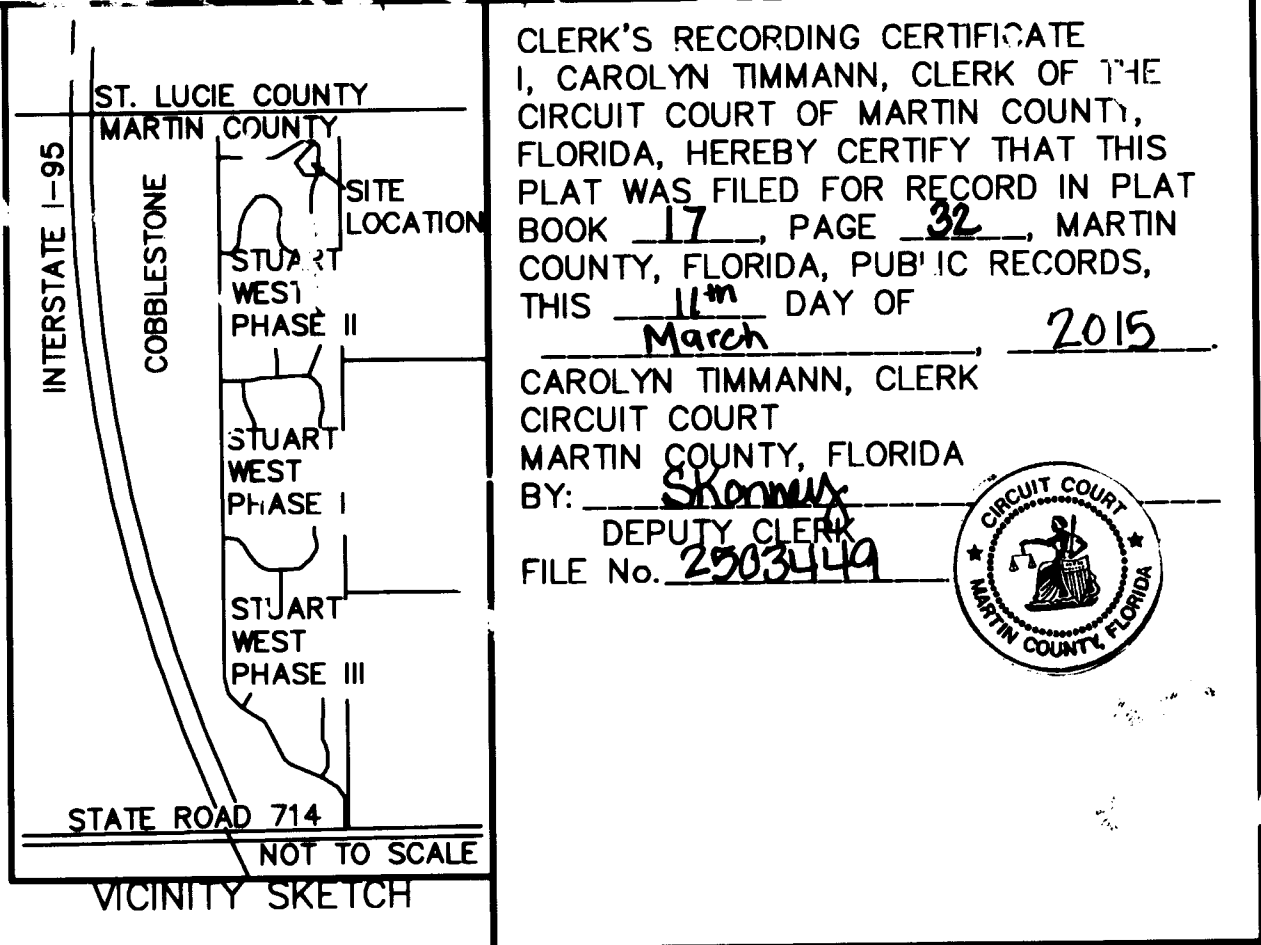 ST. LUCIE COUNTY
MARTIN COUNTY
INTERSTATE I-95
COBBLESTONE
SITE
LOCATION
STUART
WEST
PHASE II
STUART
WEST
PHASE I
STUART
WEST
PHASE III
STATE ROAD 714
NOT TO SCALE
VICINITY SKETCH
CLERK'S RECORDING CERTIFICATE
I, CAROLYN TIMMANN, CLERK OF THE
CIRCUIT COURT OF MARTIN COUNTY,
FLORIDA, HEREBY CERTIFY THAT THIS
PLAT WAS FILED FOR RECORD IN PLAT
BOOK 17, PAGE 32, MARTIN
COUNTY, FLORIDA, PUBLIC RECORDS,
THIS 11th DAY OF
March, 2015.
CAROLYN TIMMANN, CLERK
CIRCUIT COURT
MARTIN COUNTY, FLORIDA
BY:
DEPUTY CLERK
FILE No. 2503449
CIRCUIT COURT
MARTIN COUNTY, FLORIDA